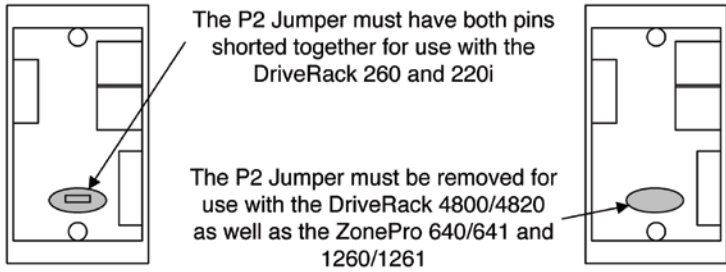 The P2 Jumper must have both pins
shorted together for use with the
DriveRack 260 and 220i
The P2 Jumper must be removed for
use with the DriveRack 4800/4820
as well as the ZonePro 640/641 and
1260/1261